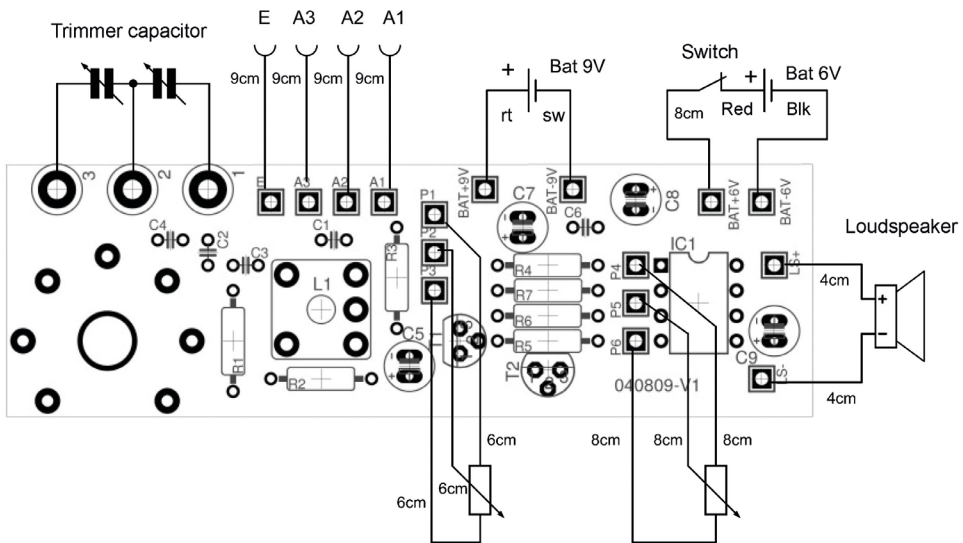 E A3 A2 A1
Trimmer capacitor
9cm 9cm 9cm 9cm
+ Bat 9V
rt sw
Switch
+ Bat 6V
8cm Red Blk
3 2 1
E A3 A2 A1
P1
P2
P3
BAT+9V
BAT-9V
C7
C6
C8
BAT+6V
BAT-6V
Loudspeaker
C4
C2
C3
C1
R3
L1
R4
R7
R6
R5
P4
P5
P6
IC1
LS+
4cm
+
-
R1
R2
C5
T1
T2
C9
LS-
040809-V1
4cm
6cm
6cm
6cm
8cm 8cm 8cm